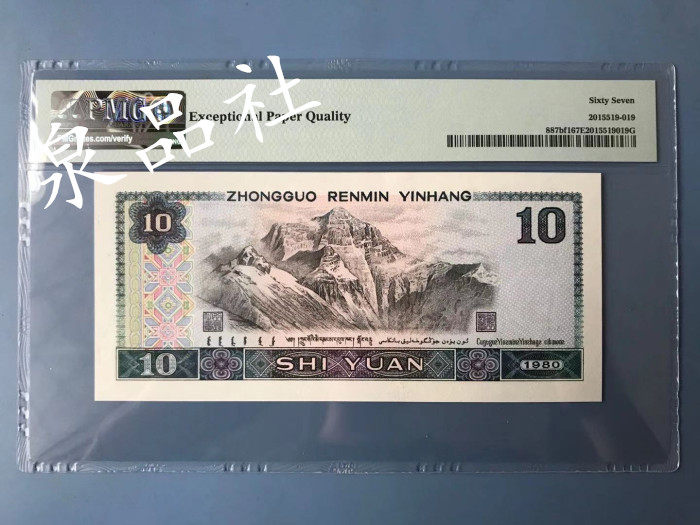 泉品社
PMG
Exceptional Paper Quality
Sixty Seven
2015519-019
887bf167E2015519019G
ZHONGGUO RENMIN YINHANG
10
10
10
SHI YUAN
1980